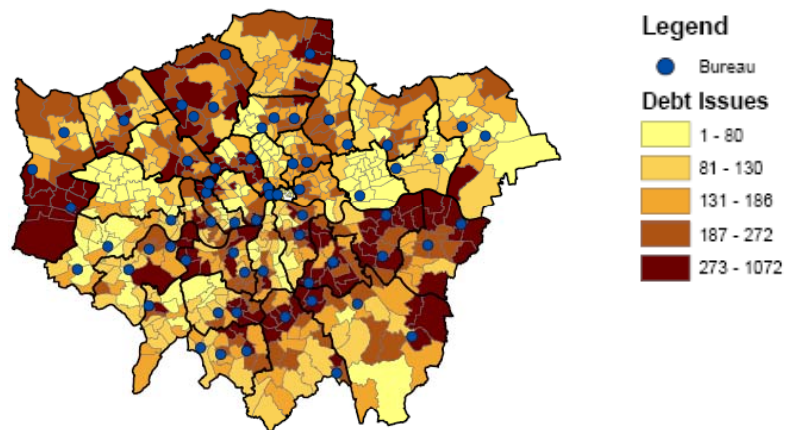 Legend
Bureau
Debt Issues
1 - 80
81 - 130
131 - 186
187 - 272
273 - 1072